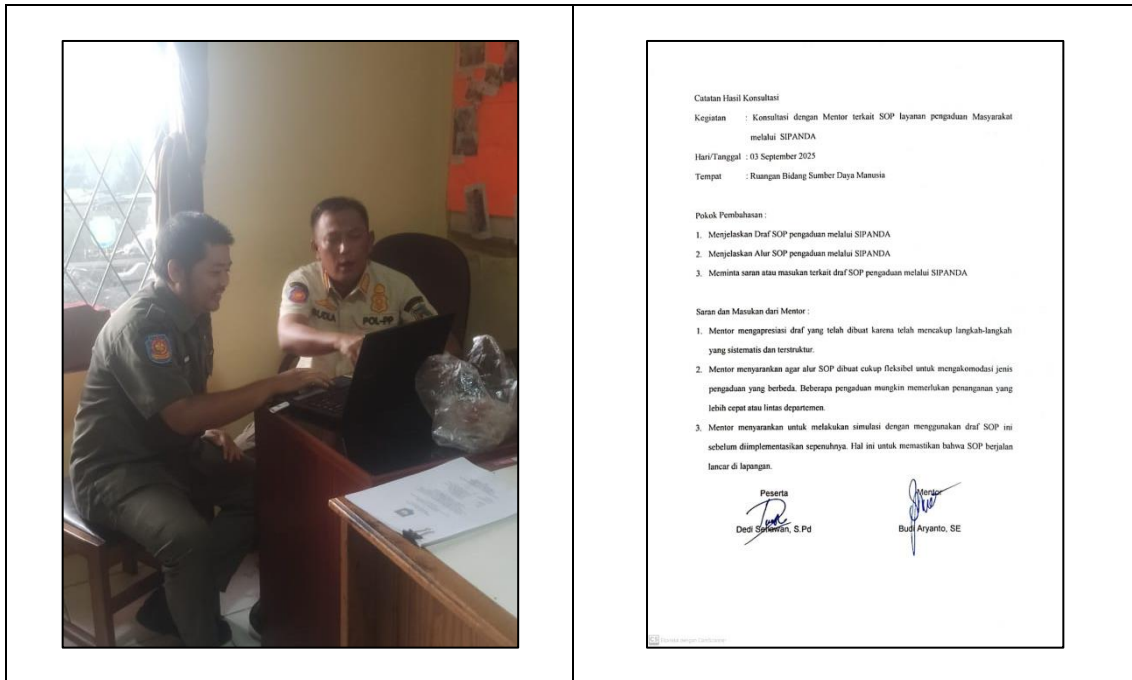 POL-PP
Catatan Hasil Konsultasi
Kegiatan : Konsultasi dengan Mentor terkait SOP layanan pengaduan Masyarakat
melalui SIPANDA
Hari/Tanggal : 03 September 2025
Tempat : Ruangan Bidang Sumber Daya Manusia
Pokok Pembahasan :
1. Menjelaskan Draf SOP pengaduan melalui SIPANDA
2. Menjelaskan Alur SOP pengaduan melalui SIPANDA
3. Meminta saran atau masukan terkait draf SOP pengaduan melalui SIPANDA
Saran dan Masukan dari Mentor :
1. Mentor mengapresiasi draf yang telah dibuat karena telah mencakup langkah-langkah
yang sistematis dan terstruktur.
2. Mentor menyarankan agar alur SOP dibuat cukup fleksibel untuk mengakomodasi jenis
pengaduan yang berbeda. Beberapa pengaduan mungkin memerlukan penanganan yang
lebih cepat atau lintas departemen.
3. Mentor menyarankan untuk melakukan simulasi dengan menggunakan draf SOP ini
sebelum diimplementasikan sepenuhnya. Hal ini untuk memastikan bahwa SOP berjalan
lancar di lapangan.
Peserta Mentor
Dedi Setiawan, S.Pd Budi Aryanto, SE